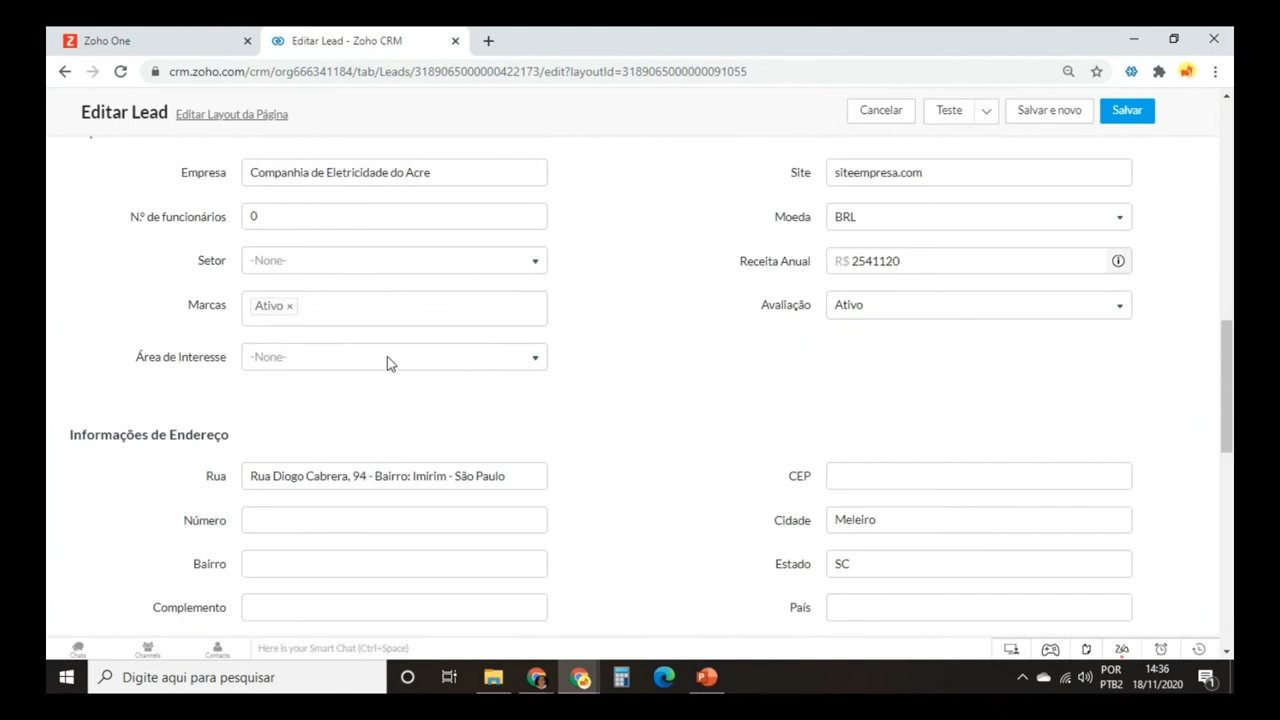 Zoho One
Editar Lead - Zoho CRM
crm.zoho.com/crm/org666341184/tab/Leads/3189065000000422173/edit?layoutId=3189065000000091055
Editar Lead Editar Layout da Página Cancelar Teste Salvar e novo Salvar
Empresa Companhia de Eletricidade do Acre Site siteempresa.com
N.º de funcionários 0 Moeda BRL
Setor -None- Receita Anual R$ 2541120
Marcas Ativo × Avaliação Ativo
Área de Interesse -None-
Informações de Endereço
Rua Rua Diogo Cabrera, 94 - Bairro: Imirim - São Paulo CEP
Número Cidade Meleiro
Bairro Estado SC
Complemento País
Chats Channels Contacts Here is your Smart Chat (Ctrl+Space)
Digite aqui para pesquisar
POR 14:36
PTB2 18/11/2020 1